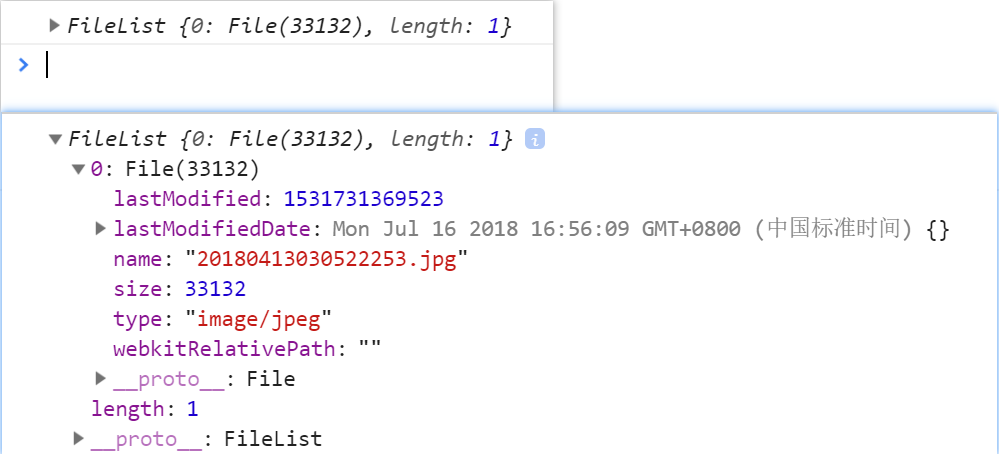 FileList {0: File(33132), length: 1}
FileList {0: File(33132), length: 1} i
0: File(33132)
lastModified: 1531731369523
lastModifiedDate: Mon Jul 16 2018 16:56:09 GMT+0800 (中国标准时间) {}
name: "20180413030522253.jpg"
size: 33132
type: "image/jpeg"
webkitRelativePath: ""
__proto__: File
length: 1
__proto__: FileList